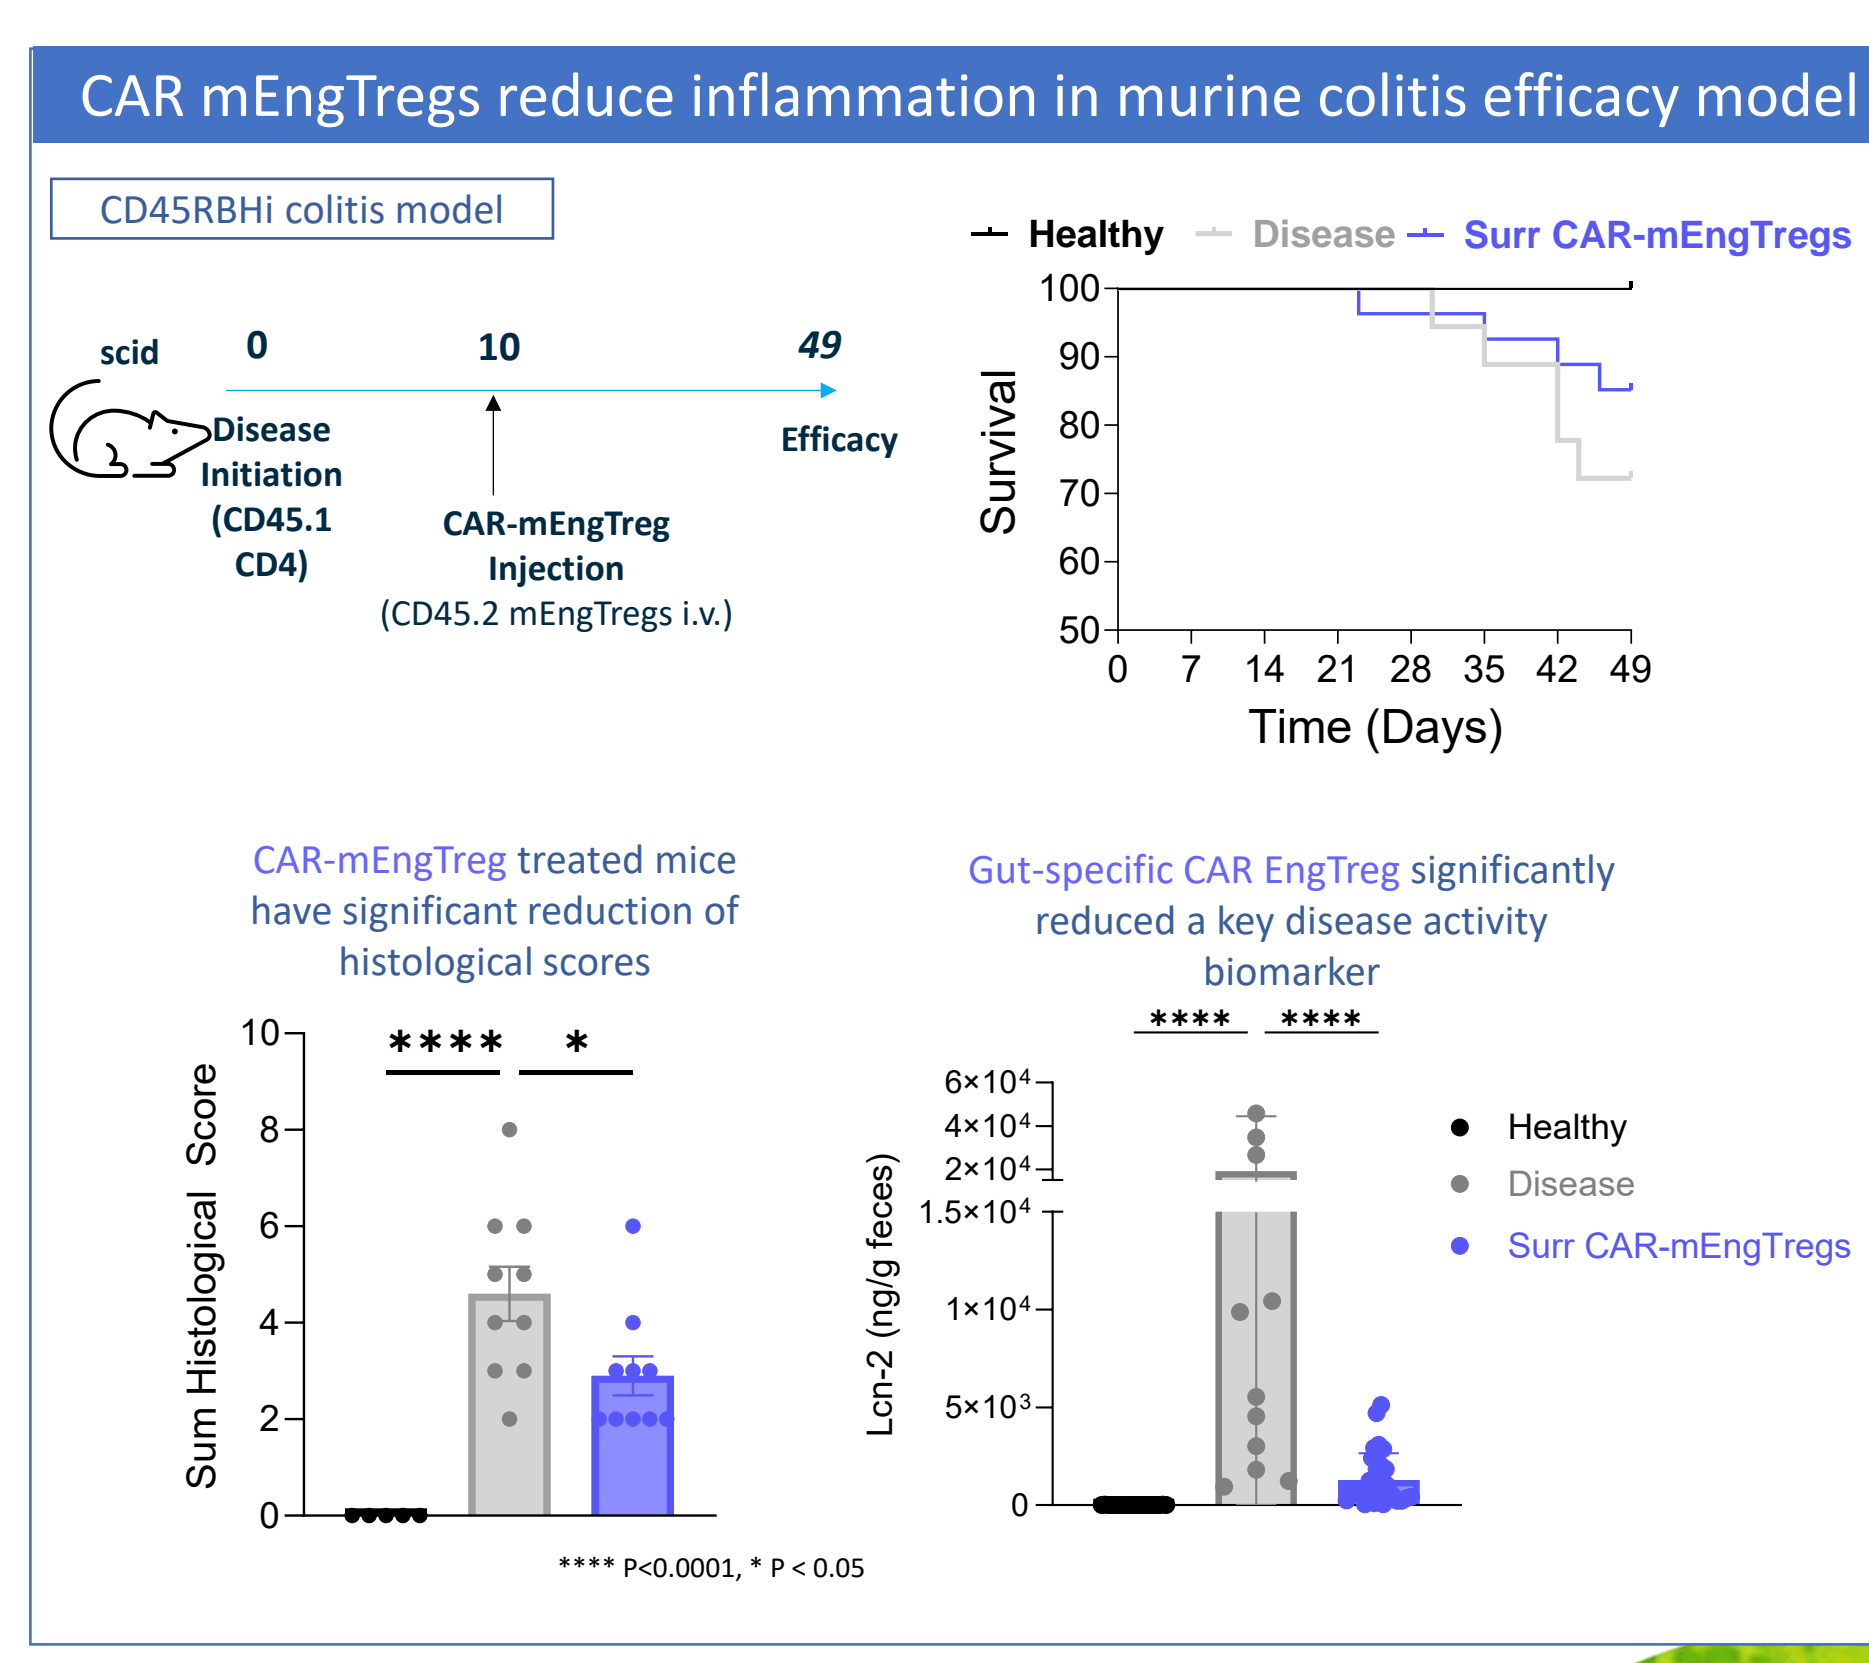 CAR mEngTregs reduce inflammation in murine colitis efficacy model
CD45RBHi colitis model
scid
0
10
49
Disease
Initiation
(CD45.1
CD4)
Efficacy
CAR-mEngTreg
Injection
(CD45.2 mEngTregs i.v.)
Healthy Disease Surr CAR-mEngTregs
Survival
100
90
80
70
60
50
0 7 14 21 28 35 42 49
Time (Days)
CAR-mEngTreg treated mice
have significant reduction of
histological scores
Sum Histological Score
10
8
6
4
2
0
**** *
**** P<0.0001, * P < 0.05
Gut-specific CAR EngTreg significantly
reduced a key disease activity
biomarker
**** ****
Lcn-2 (ng/g feces)
6×10⁴
4×10⁴
2×10⁴
1.5×10⁴
1×10⁴
5×10³
0
Healthy
Disease
Surr CAR-mEngTregs